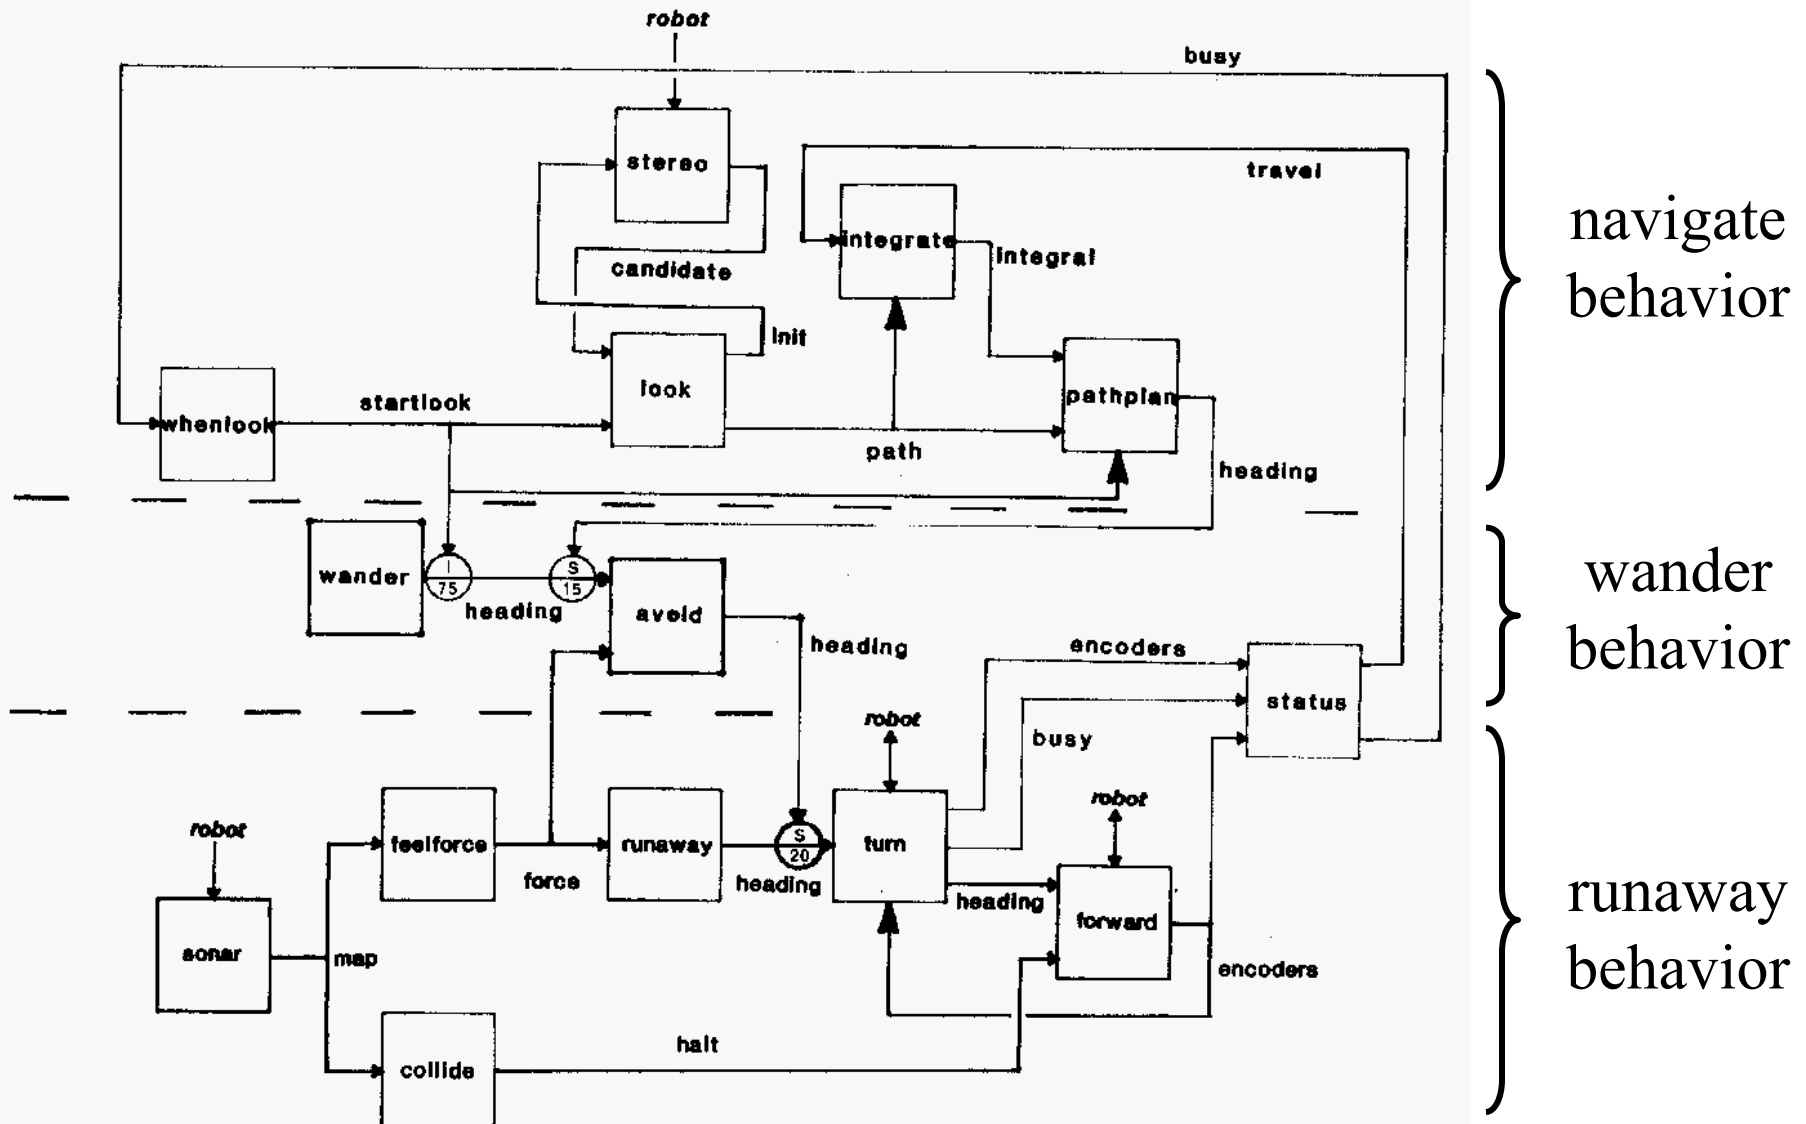 robot
busy
stereo
travel
integrate
integral
candidate
init
look
startlook
whenlook
pathplan
path
heading
navigate
behavior
wander
I
75
S
15
heading
avoid
heading
encoders
status
busy
wander
behavior
robot
robot
robot
feelforce
runaway
S
20
turn
force
heading
heading
forward
sonar
map
encoders
halt
collide
runaway
behavior